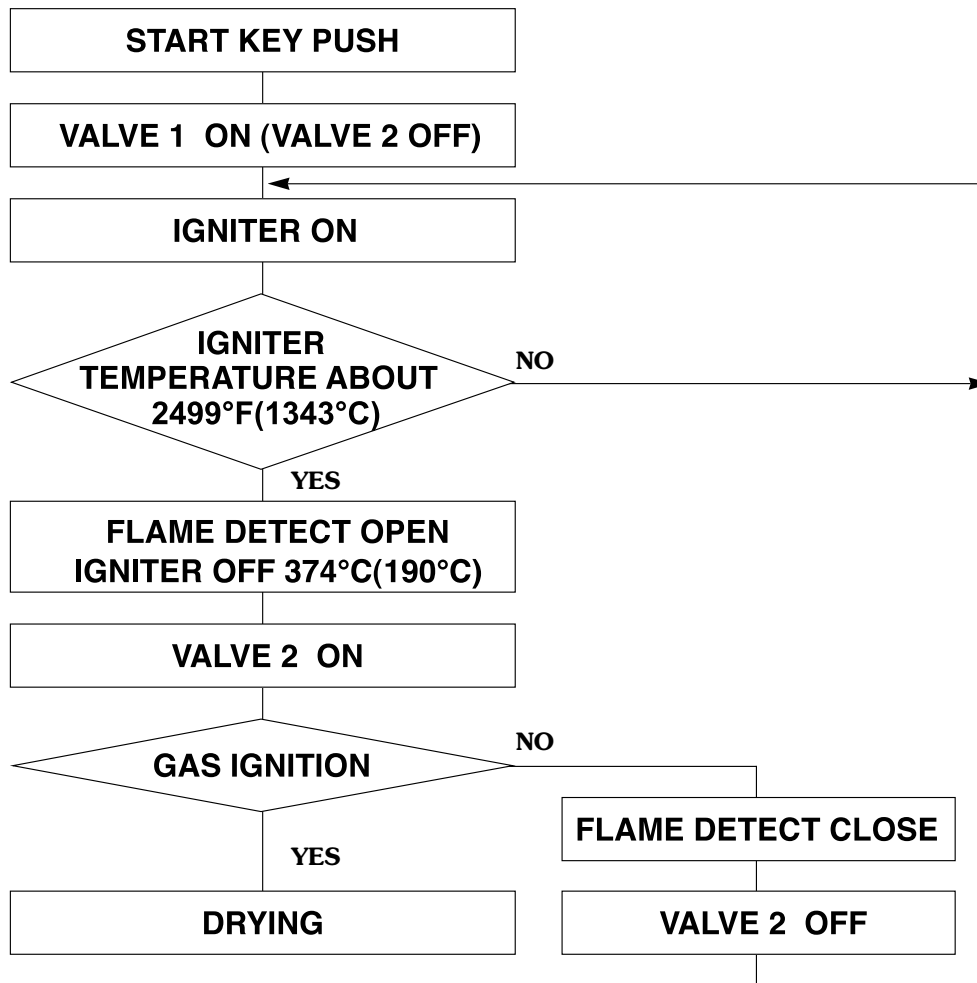 START KEY PUSH
VALVE 1 ON (VALVE 2 OFF)
IGNITER ON
IGNITER
TEMPERATURE ABOUT
2499°F(1343°C)
NO
YES
FLAME DETECT OPEN
IGNITER OFF 374°C(190°C)
VALVE 2 ON
GAS IGNITION
NO
FLAME DETECT CLOSE
YES
DRYING
VALVE 2 OFF